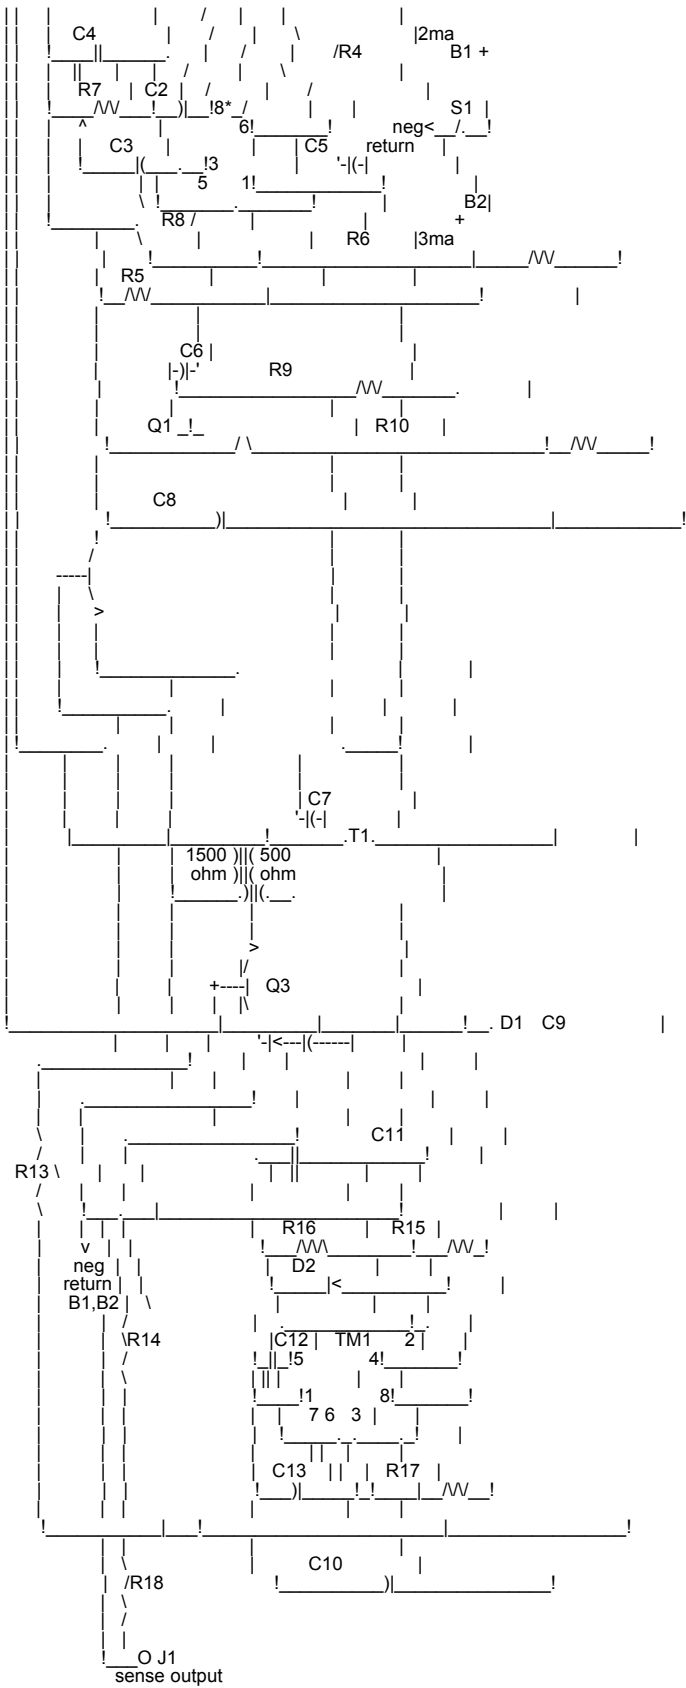 C4 2ma
/R4 B1 +
R7 C2
8* S1
6 neg<
C3 C5 return
3
5 1
B2
R8 +
R6 3ma
R5
C6
R9
Q1 R10
C8
C7
T1
1500 )||( 500
ohm )||( ohm
+----| Q3
D1 C9
C11
R13
R16 R15
v
neg D2
return
B1,B2
R14 C12 TM1 2
5 4
1 8
7 6 3
C13 R17
C10
/R18
O J1
sense output